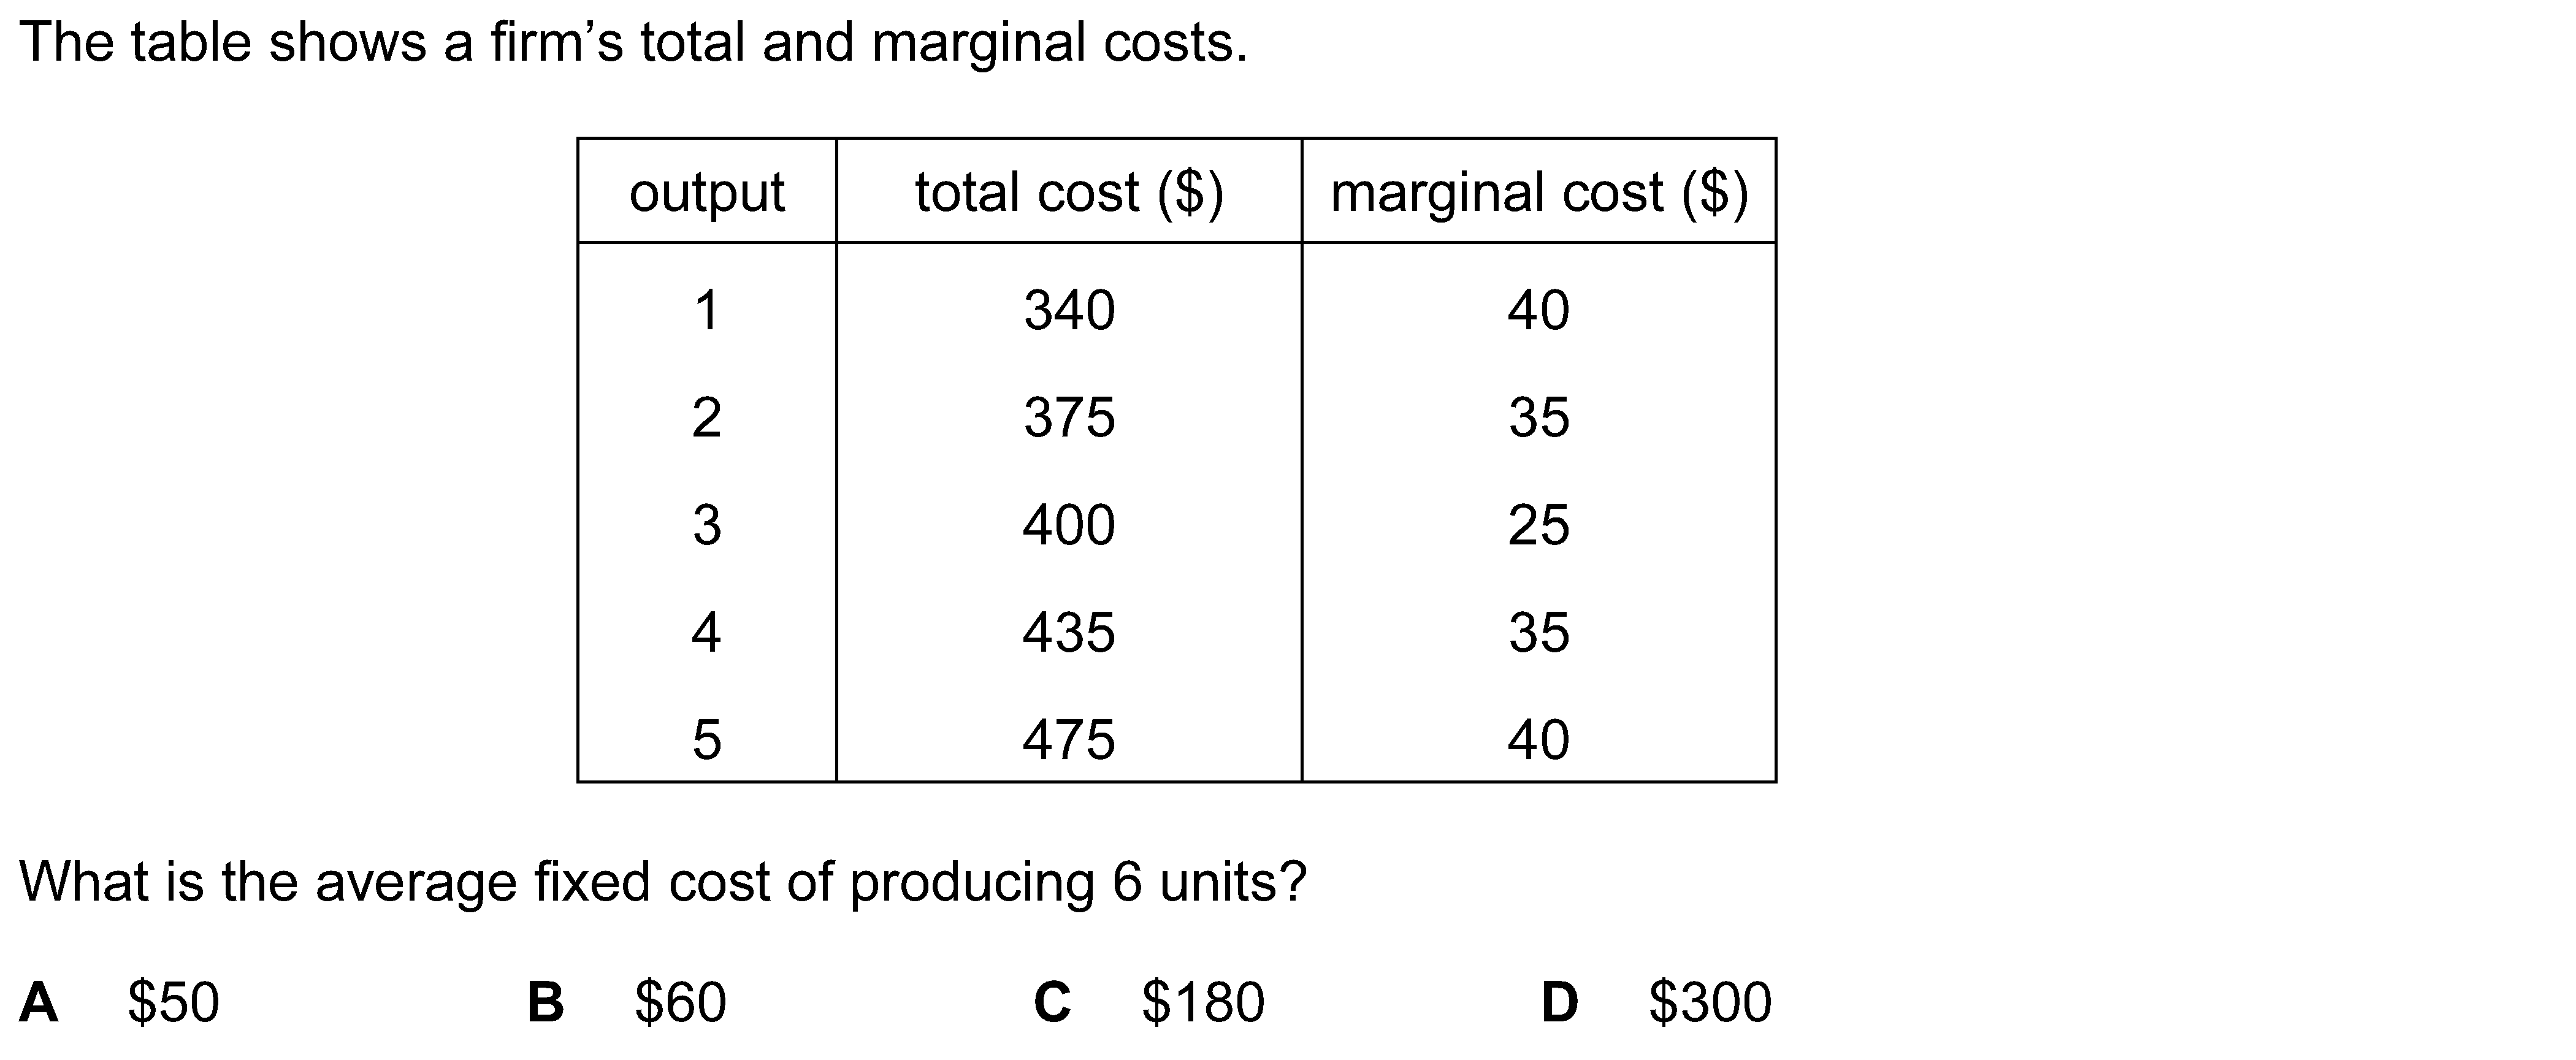 The table shows a firm’s total and marginal costs.
output total cost ($) marginal cost ($)
1 340 40
2 375 35
3 400 25
4 435 35
5 475 40
What is the average fixed cost of producing 6 units?
A $50 B $60 C $180 D $300